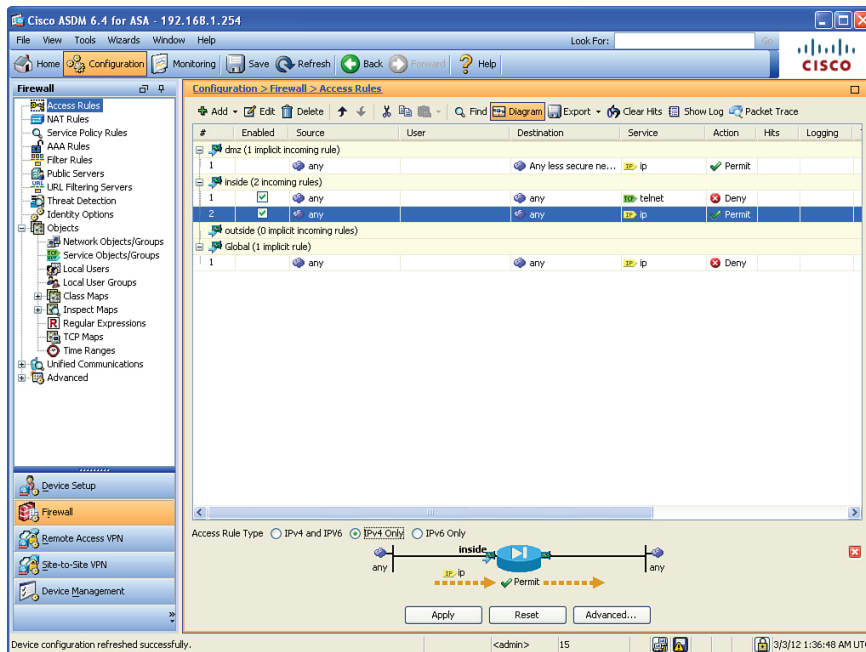 Cisco ASDM 6.4 for ASA - 192.168.1.254
File View Tools Wizards Window Help Look For: Go
Home Configuration Monitoring Save Refresh Back Forward Help
CISCO
Firewall
Access Rules
NAT Rules
Service Policy Rules
AAA Rules
Filter Rules
Public Servers
URL Filtering Servers
Threat Detection
Identity Options
Objects
Network Objects/Groups
Service Objects/Groups
Local Users
Local User Groups
Class Maps
Inspect Maps
Regular Expressions
TCP Maps
Time Ranges
Unified Communications
Advanced
Device Setup
Firewall
Remote Access VPN
Site-to-Site VPN
Device Management
Configuration > Firewall > Access Rules
Add Edit Delete Find Diagram Export Clear Hits Show Log Packet Trace
# Enabled Source User Destination Service Action Hits Logging
dmz (1 implicit incoming rule)
1 any Any less secure ne... IP ip Permit
inside (2 incoming rules)
1 any any TCP telnet Deny
2 any any IP ip Permit
outside (0 implicit incoming rules)
Global (1 implicit rule)
1 any any IP ip Deny
Access Rule Type IPv4 and IPV6 IPv4 Only IPv6 Only
inside
any any
IP ip Permit
Apply Reset Advanced...
Device configuration refreshed successfully. <admin> 15 3/3/12 1:36:48 AM UT